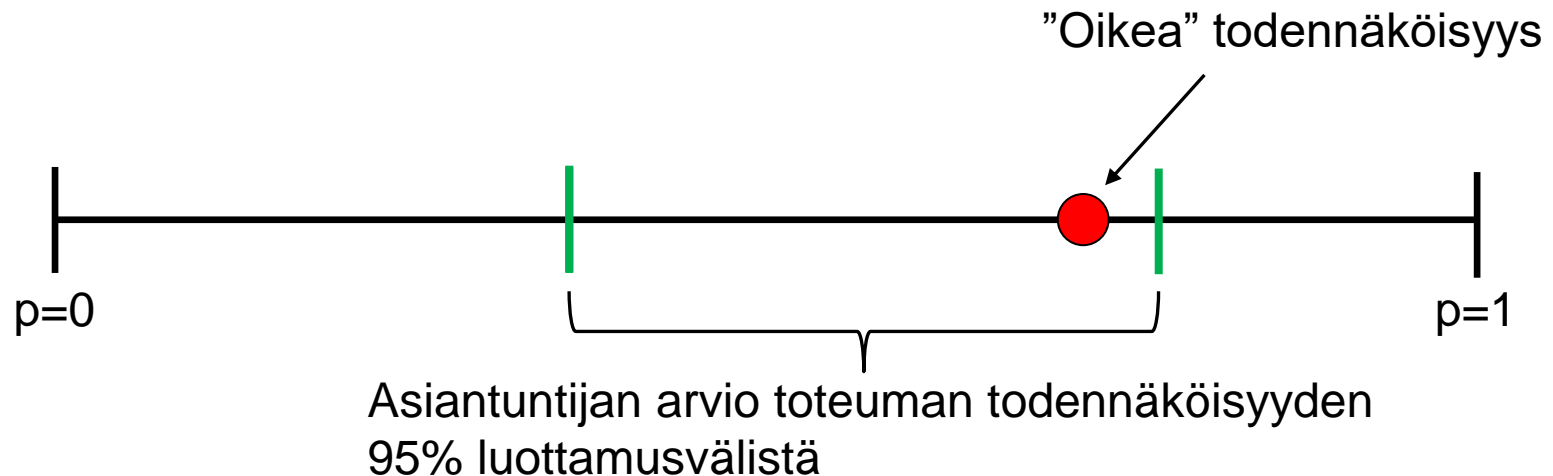 ”Oikea” todennäköisyys
p=0
p=1
Asiantuntijan arvio toteuman todennäköisyyden
95% luottamusvälistä